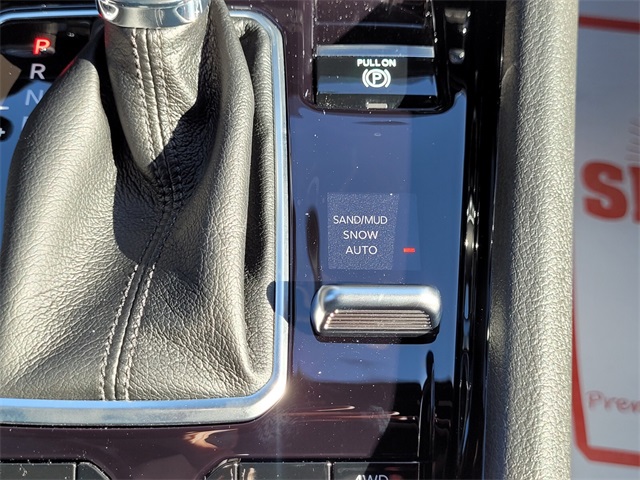 P
R
N
PULL ON
(P)
SAND/MUD
SNOW
AUTO
4WD